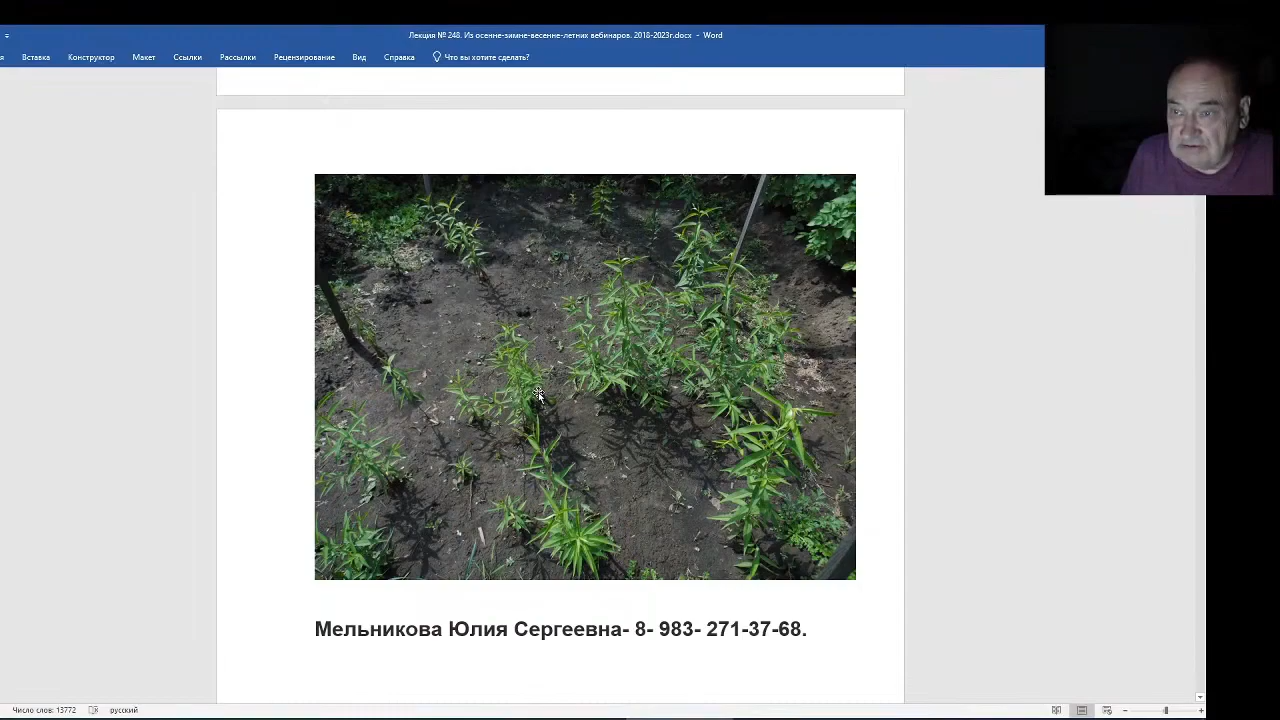 Лекция № 248. Из осенне-зимне-весенне-летних вебинаров. 2018-2023г.docx - Word
я Вставка Конструктор Макет Ссылки Рассылки Рецензирование Вид Справка Что вы хотите сделать?
Мельникова Юлия Сергеевна- 8- 983- 271-37-68.
Число слов: 13772 русский